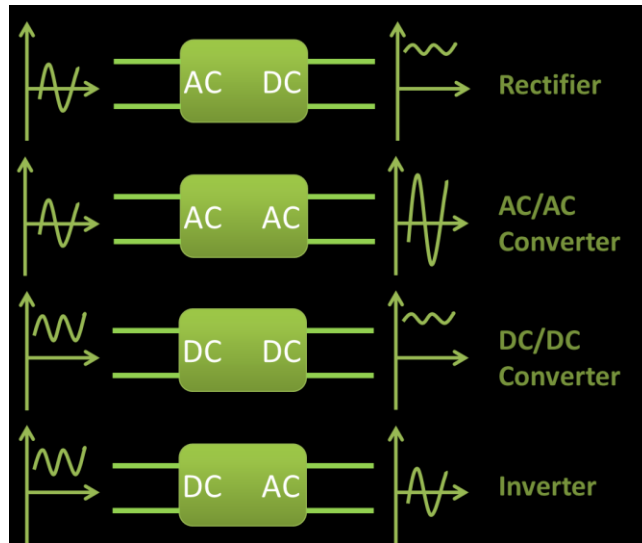 AC DC
Rectifier
AC AC
AC/AC
Converter
DC DC
DC/DC
Converter
DC AC
Inverter